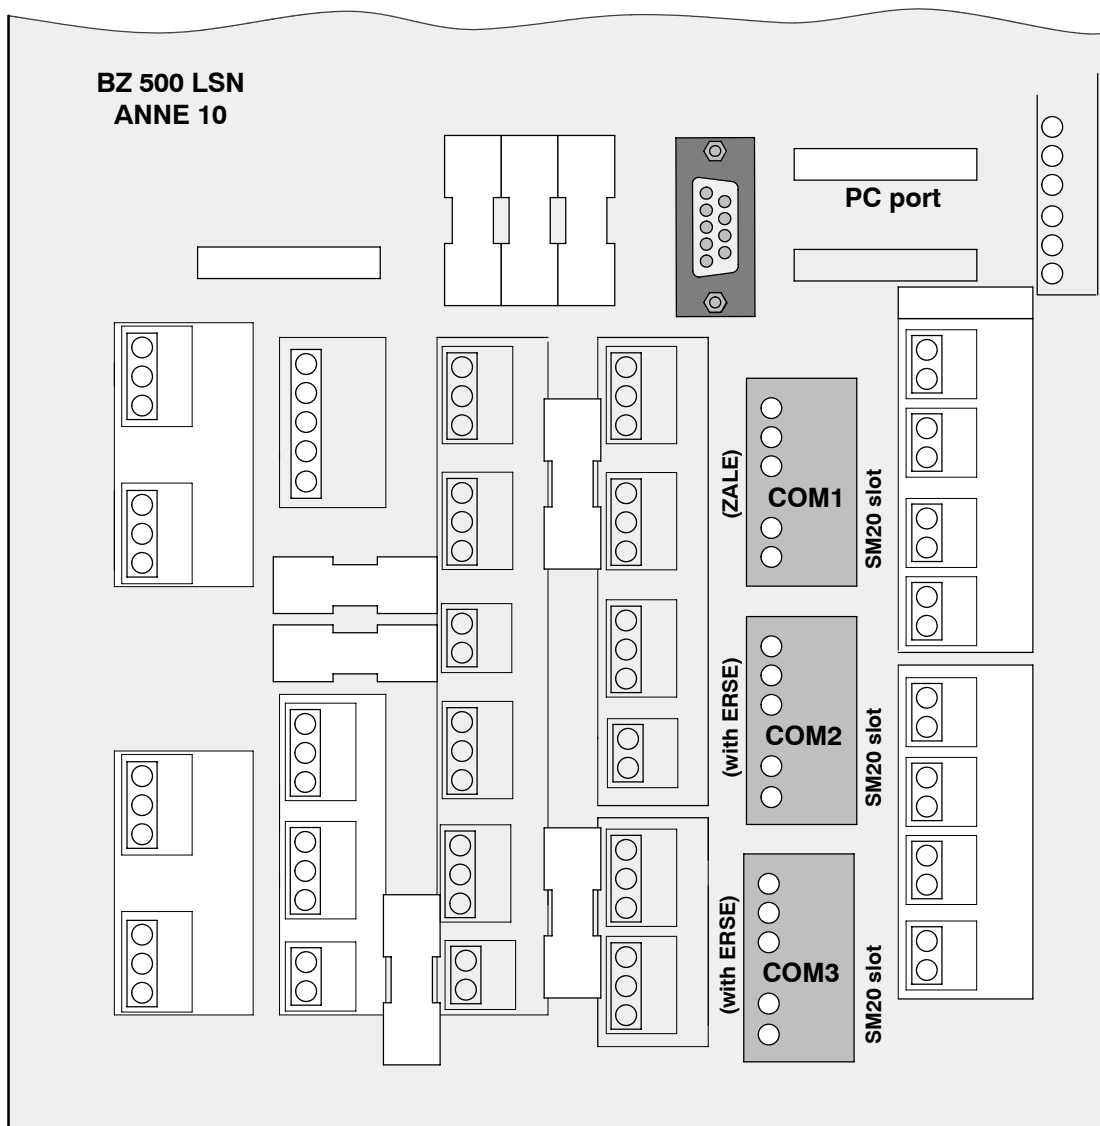 BZ 500 LSN
ANNE 10
PC port
(ZALE)
COM1
SM20 slot
(with ERSE)
COM2
SM20 slot
(with ERSE)
COM3
SM20 slot